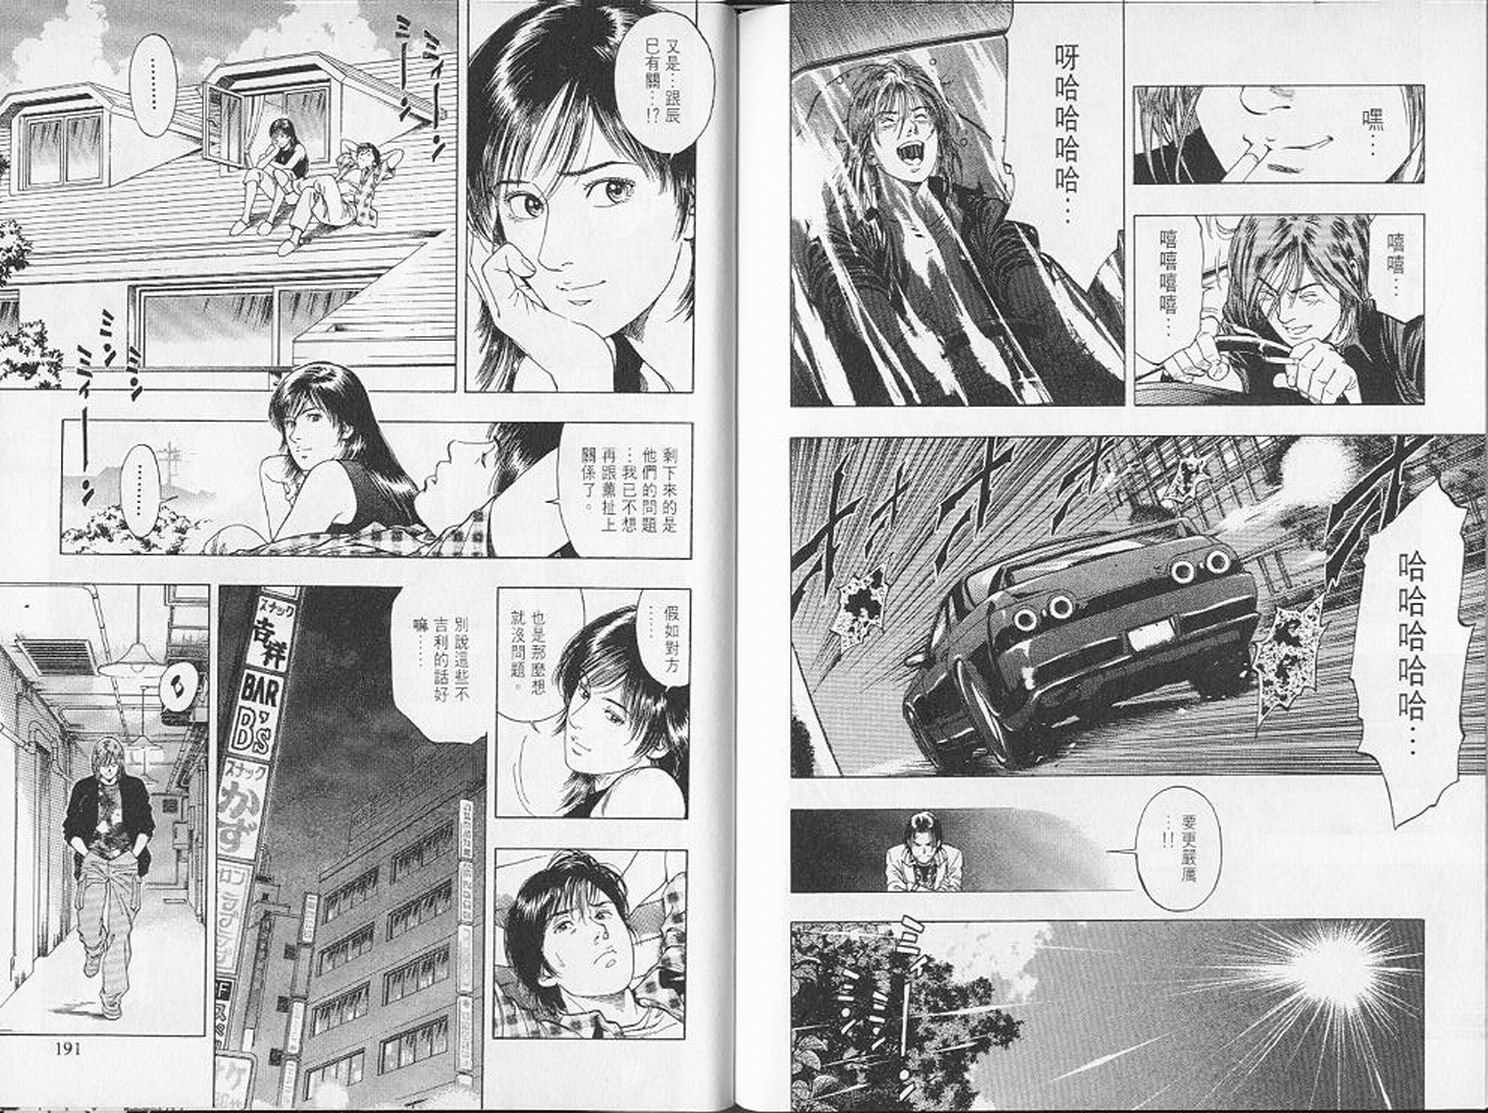 嘿…
嘻嘻…
嘻嘻嘻嘻…
呀哈哈哈哈…
哈哈哈哈哈…
要更嚴厲
…!!
又是…跟辰
巳有關…!?
………
ミーン
ミーン
ミンミン
剩下來的是
他們的問題
…我已不想
再跟薰扯上
關係了。
………
假如對方
……
也是那麼想
就沒問題。
別說這些不
吉利的話好
嘛……
スナック
吉祥
BAR
B's
スナック
かず
191